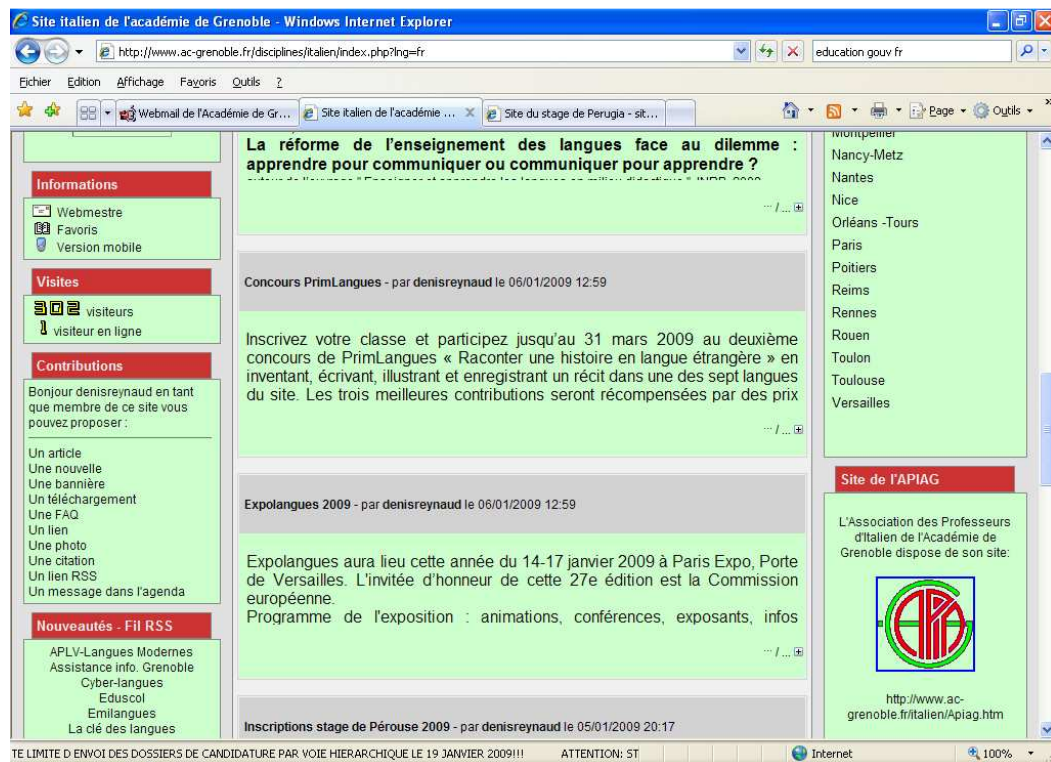 Site italien de l'académie de Grenoble - Windows Internet Explorer
http://www.ac-grenoble.fr/disciplines/italien/index.php?lng=fr
education gouv fr
Fichier Edition Affichage Favoris Outils ?
Webmail de l'Académie de Gr...
Site italien de l'académie ...
Site du stage de Perugia - sit...
Page
Outils
Informations
Webmestre
Favoris
Version mobile
Visites
302 visiteurs
1 visiteur en ligne
Contributions
Bonjour denisreynaud en tant
que membre de ce site vous
pouvez proposer :
Un article
Une nouvelle
Une bannière
Un téléchargement
Une FAQ
Un lien
Une photo
Une citation
Un lien RSS
Un message dans l'agenda
Nouveautés - Fil RSS
APLV-Langues Modernes
Assistance info. Grenoble
Cyber-langues
Eduscol
Emilangues
La clé des langues
La réforme de l'enseignement des langues face au dilemme :
apprendre pour communiquer ou communiquer pour apprendre ?
... / ...
Concours PrimLangues - par denisreynaud le 06/01/2009 12:59
Inscrivez votre classe et participez jusqu'au 31 mars 2009 au deuxième
concours de PrimLangues « Raconter une histoire en langue étrangère » en
inventant, écrivant, illustrant et enregistrant un récit dans une des sept langues
du site. Les trois meilleures contributions seront récompensées par des prix
... / ...
Expolangues 2009 - par denisreynaud le 06/01/2009 12:59
Expolangues aura lieu cette année du 14-17 janvier 2009 à Paris Expo, Porte
de Versailles. L'invitée d'honneur de cette 27e édition est la Commission
européenne.
Programme de l'exposition : animations, conférences, exposants, infos
... / ...
Inscriptions stage de Pérouse 2009 - par denisreynaud le 05/01/2009 20:17
Montpellier
Nancy-Metz
Nantes
Nice
Orléans -Tours
Paris
Poitiers
Reims
Rennes
Rouen
Toulon
Toulouse
Versailles
Site de l'APIAG
L'Association des Professeurs
d'Italien de l'Académie de
Grenoble dispose de son site:
http://www.ac-
grenoble.fr/italien/Apiag.htm
TE LIMITE D ENVOI DES DOSSIERS DE CANDIDATURE PAR VOIE HIERARCHIQUE LE 19 JANVIER 2009!!! ATTENTION: ST
Internet
100%